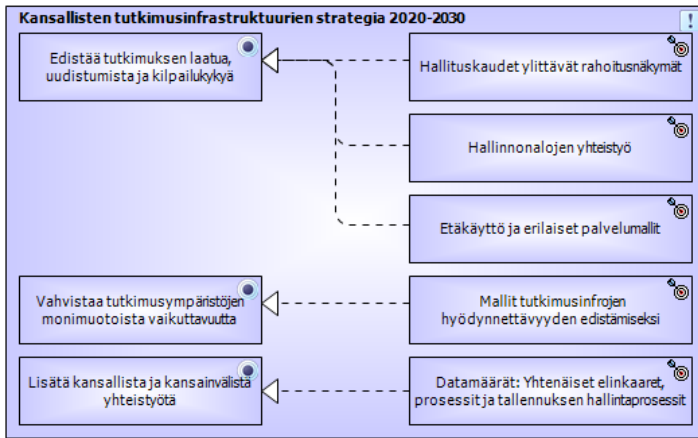 Kansallisten tutkimusinfrastruktuurien strategia 2020-2030
!
Edistää tutkimuksen laatua,
uudistumista ja kilpailukykyä
Hallituskaudet ylittävät rahoitusnäkymät
Hallinnonalojen yhteistyö
Etäkäyttö ja erilaiset palvelumallit
Vahvistaa tutkimusympäristöjen
monimuotoista vaikuttavuutta
Mallit tutkimusinfrojen
hyödynnettävyyden edistämiseksi
Lisätä kansallista ja kansainvälistä
yhteistyötä
Datamäärät: Yhtenäiset elinkaaret,
prosessit ja tallennuksen hallintaprosessit